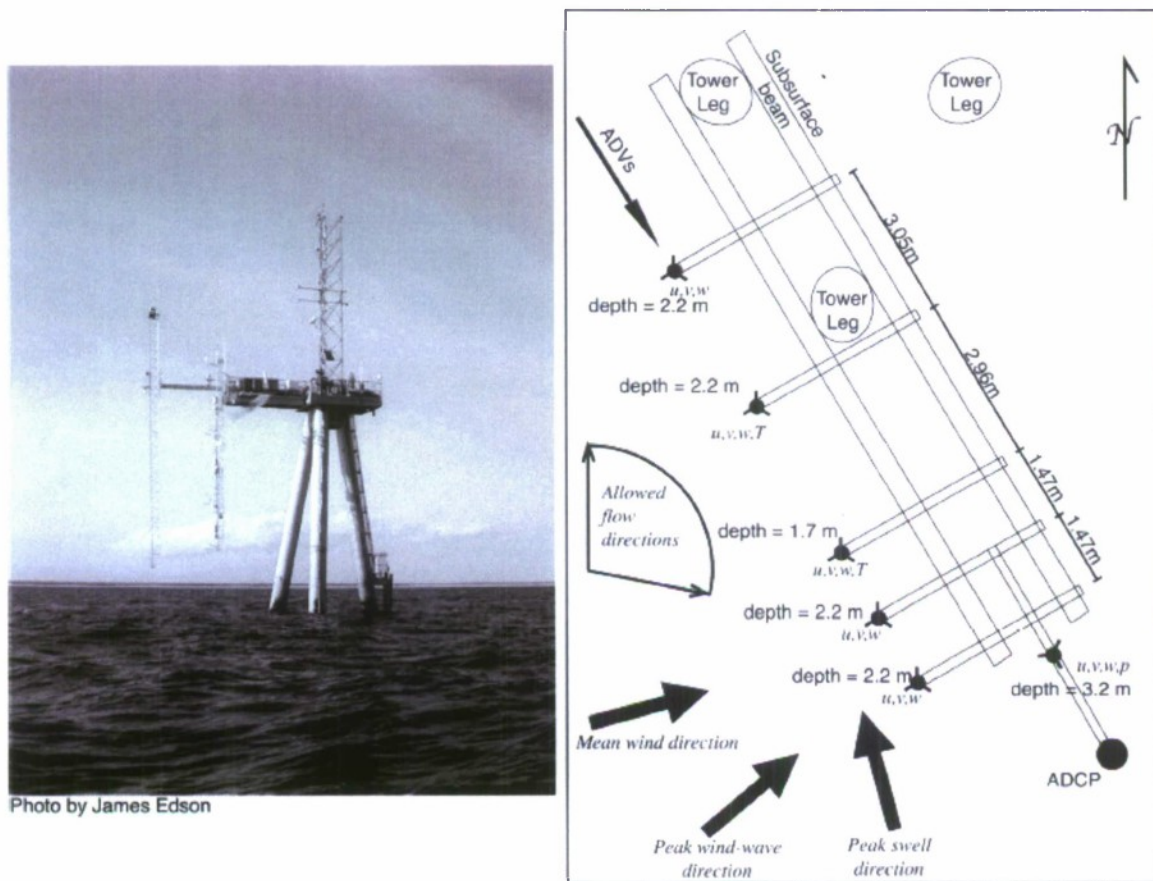 Photo by James Edson
Tower
Leg
Subsurface
beam
Tower
Leg
N
ADVs
3.05m
u,v,w
depth = 2.2 m
Tower
Leg
depth = 2.2 m
2.96m
u,v,w,T
Allowed
flow
directions
1.47m
depth = 1.7 m
u,v,w,T
1.47m
depth = 2.2 m
u,v,w
depth = 2.2 m
u,v,w
u,v,w,p
depth = 3.2 m
Mean wind direction
ADCP
Peak wind-wave
direction
Peak swell
direction